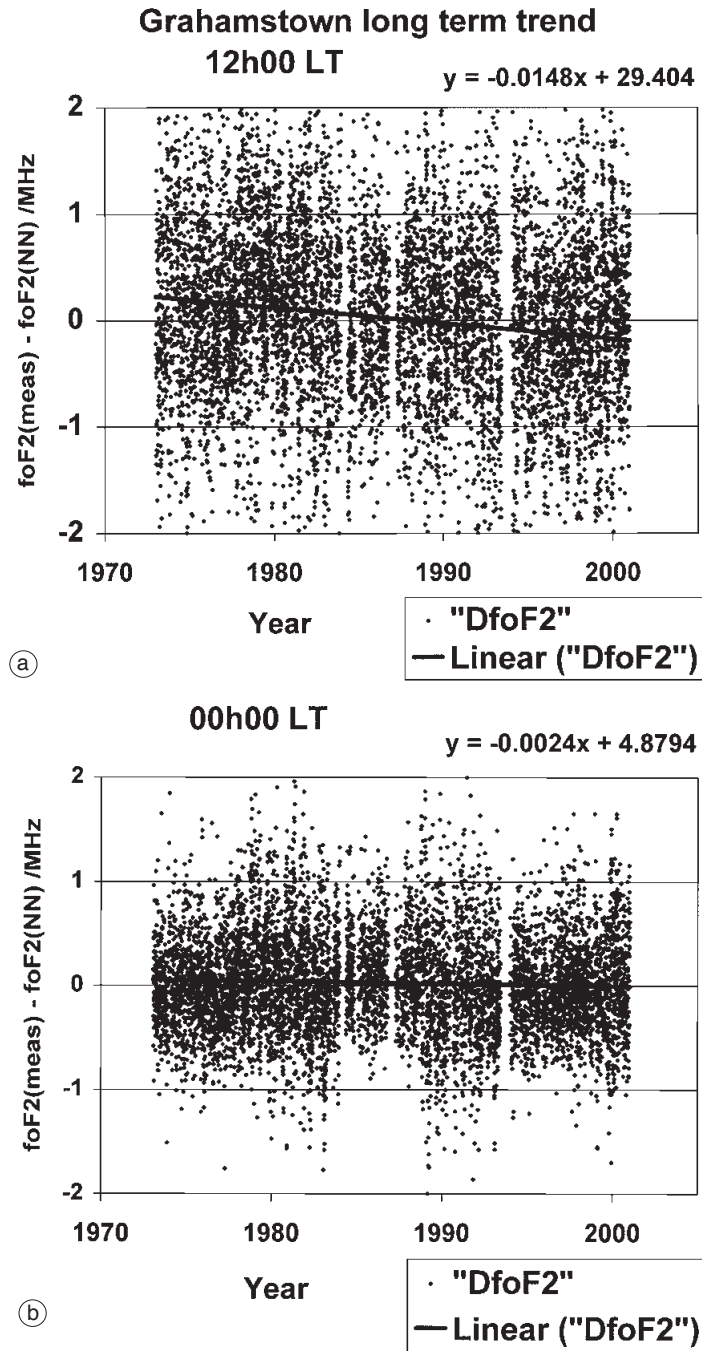 Grahamstown long term trend
12h00 LT
y = -0.0148x + 29.404
foF2(meas) - foF2(NN) /MHz
2
1
0
-1
-2
1970 1980 1990 2000
Year
"DfoF2"
Linear ("DfoF2")
a
00h00 LT
y = -0.0024x + 4.8794
foF2(meas) - foF2(NN) /MHz
2
1
0
-1
-2
1970 1980 1990 2000
Year
"DfoF2"
Linear ("DfoF2")
b